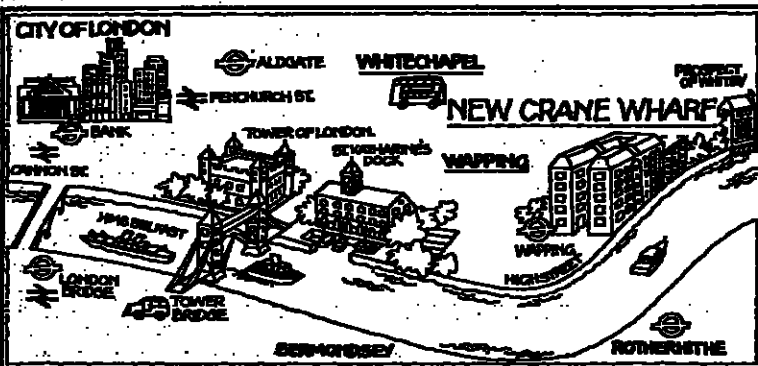 CITY OF LONDON
ALDGATE
WHITECHAPEL
FENCHURCH ST.
PROSPECT
OF WHITBY
NEW CRANE WHARF
BANK
TOWER OF LONDON.
ST. KATHARINE'S
DOCK.
WAPPING
CANNON ST.
HMS BELFAST
WAPPING
HIGH STREET
LONDON
BRIDGE
TOWER
BRIDGE
BERMONDSEY
ROTHERHITHE